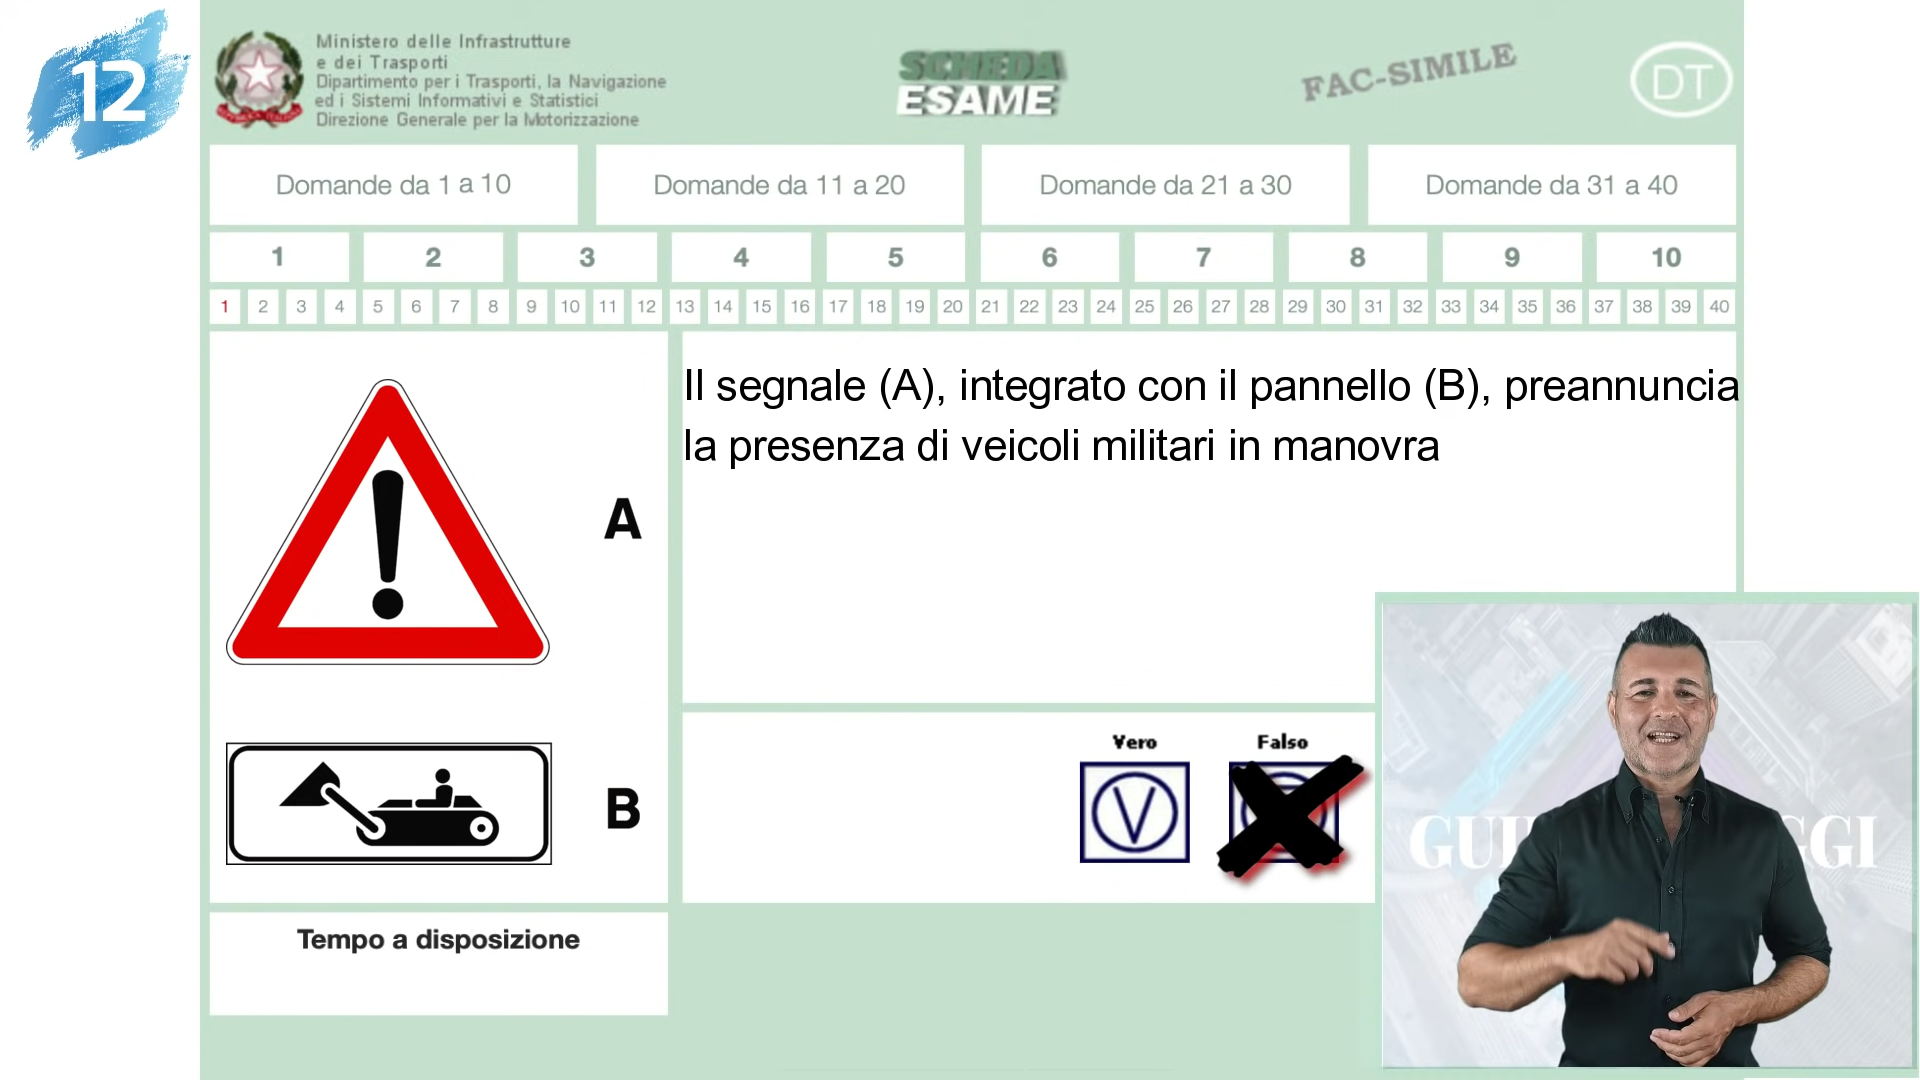 12
Ministero delle Infrastrutture
e dei Trasporti
Dipartimento per i Trasporti, la Navigazione
ed i Sistemi Informativi e Statistici
Direzione Generale per la Motorizzazione
SCHEDA
ESAME
FAC-SIMILE
DT
Domande da 1 a 10
Domande da 11 a 20
Domande da 21 a 30
Domande da 31 a 40
1 2 3 4 5 6 7 8 9 10
1 2 3 4 5 6 7 8 9 10 11 12 13 14 15 16 17 18 19 20 21 22 23 24 25 26 27 28 29 30 31 32 33 34 35 36 37 38 39 40
A
B
Il segnale (A), integrato con il pannello (B), preannuncia
la presenza di veicoli militari in manovra
Vero
Falso
V
Tempo a disposizione